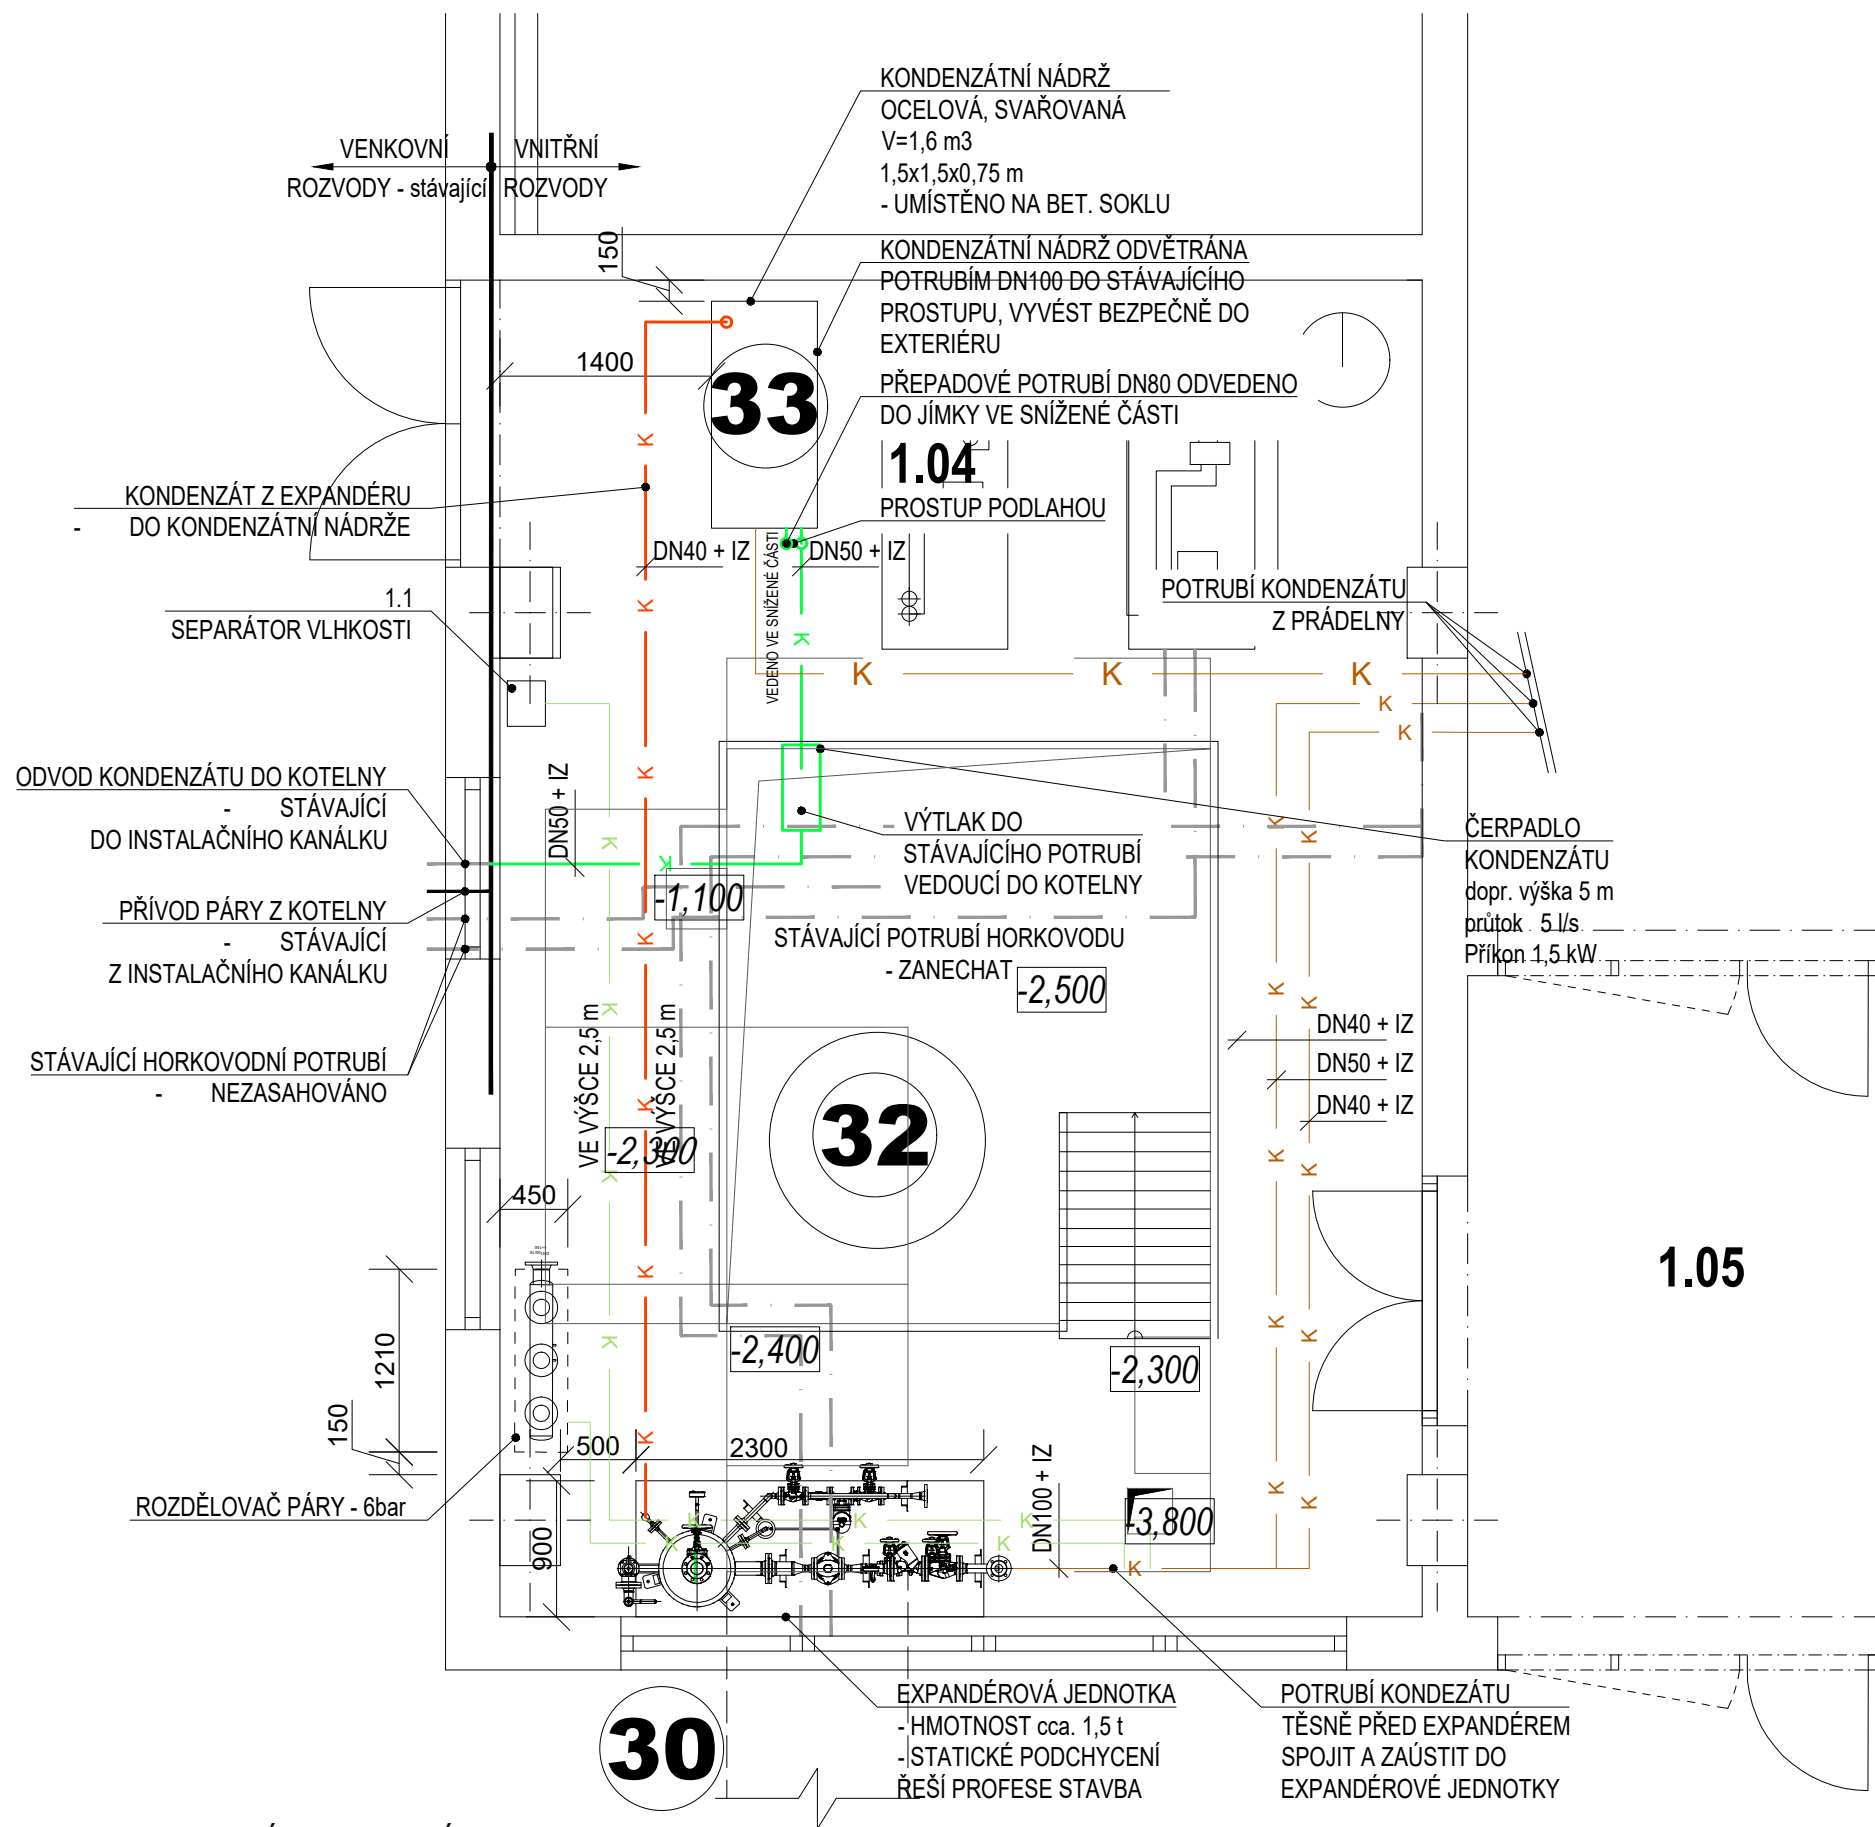 KONDENZÁTNÍ NÁDRŽ
OCELOVÁ, SVAŘOVANÁ
V=1,6 m3
1,5x1,5x0,75 m
- UMÍSTĚNO NA BET. SOKLU
VENKOVNÍ
VNITŘNÍ
ROZVODY - stávající
ROZVODY
150
KONDENZÁTNÍ NÁDRŽ ODVĚTRÁNA
POTRUBÍM DN100 DO STÁVAJÍCÍHO
PROSTUPU, VYVÉST BEZPEČNĚ DO
EXTERIÉRU
1400
33
PŘEPADOVÉ POTRUBÍ DN80 ODVEDENO
DO JÍMKY VE SNÍŽENÉ ČÁSTI
1.04
PROSTUP PODLAHOU
K
KONDENZÁT Z EXPANDÉRU
- DO KONDENZÁTNÍ NÁDRŽE
DN40 + IZ
DN50 + IZ
VEDENO VE SNÍŽENÉ ČÁSTI
1.1
SEPARÁTOR VLHKOSTI
K
K
POTRUBÍ KONDENZÁTU
Z PRÁDELNY
K
K
K
K
K
ODVOD KONDENZÁTU DO KOTELNY
- STÁVAJÍCÍ
DO INSTALAČNÍHO KANÁLKU
DN50 + IZ
K
K
K
VÝTLAK DO
STÁVAJÍCÍHO POTRUBÍ
VEDOUCÍ DO KOTELNY
K
K
ČERPADLO
KONDENZÁTU
dopr. výška 5 m
průtok 5 l/s
Příkon 1,5 kW
-1,100
PŘÍVOD PÁRY Z KOTELNY
- STÁVAJÍCÍ
Z INSTALAČNÍHO KANÁLKU
K
STÁVAJÍCÍ POTRUBÍ HORKOVODU
- ZANECHAT
-2,500
K
K
K
STÁVAJÍCÍ HORKOVODNÍ POTRUBÍ
- NEZASAHOVÁNO
VE VÝŠCE 2,5 m
VE VÝŠCE 2,5 m
DN40 + IZ
DN50 + IZ
DN40 + IZ
K
32
-2,300
K
K
K
450
K
1.05
1210
K
K
K
-2,400
-2,300
150
500
K
2300
DN100 + IZ
K
K
ROZDĚLOVAČ PÁRY - 6bar
K
K
K
-3,800
900
K
K
K
K
EXPANDÉROVÁ JEDNOTKA
- HMOTNOST cca. 1,5 t
- STATICKÉ PODCHYCENÍ
ŘEŠÍ PROFESE STAVBA
30
POTRUBÍ KONDEZÁTU
TĚSNĚ PŘED EXPANDÉREM
SPOJIT A ZAÚSTIT DO
EXPANDÉROVÉ JEDNOTKY